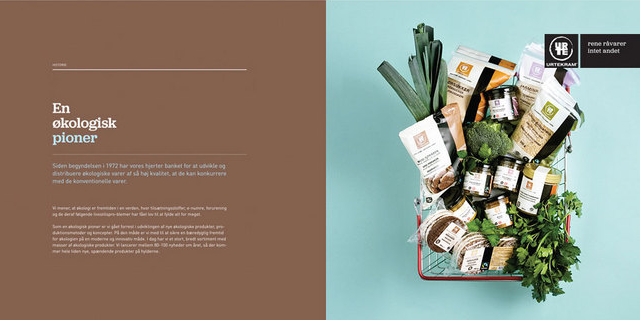 HISTORIE
En
økologisk
pioner
Siden begyndelsen i 1972 har vores hjerter banket for at udvikle og
distribuere økologiske varer af så høj kvalitet, at de kan konkurrere
med de konventionelle varer.
Vi mener, at økologi er fremtiden i en verden, hvor tilsætningsstoffer, e-numre, forurening
og de deraf følgende livsstilsproblemer har fået lov til at fylde alt for meget.
Som en økologisk pioner er vi gået forrest i udviklingen af nye økologiske produkter, pro-
duktionsmetoder og koncepter. På den måde er vi med til at sikre en bæredygtig fremtid
for økologien på en moderne og innovativ måde. I dag har vi et stort, bredt sortiment med
masser af økologiske produkter. Vi lancerer mellem 80-100 nyheder om året, så der kom-
mer hele tiden nye, spændende produkter på hylderne.
URTE
URTEKRAM
rene råvarer
intet andet